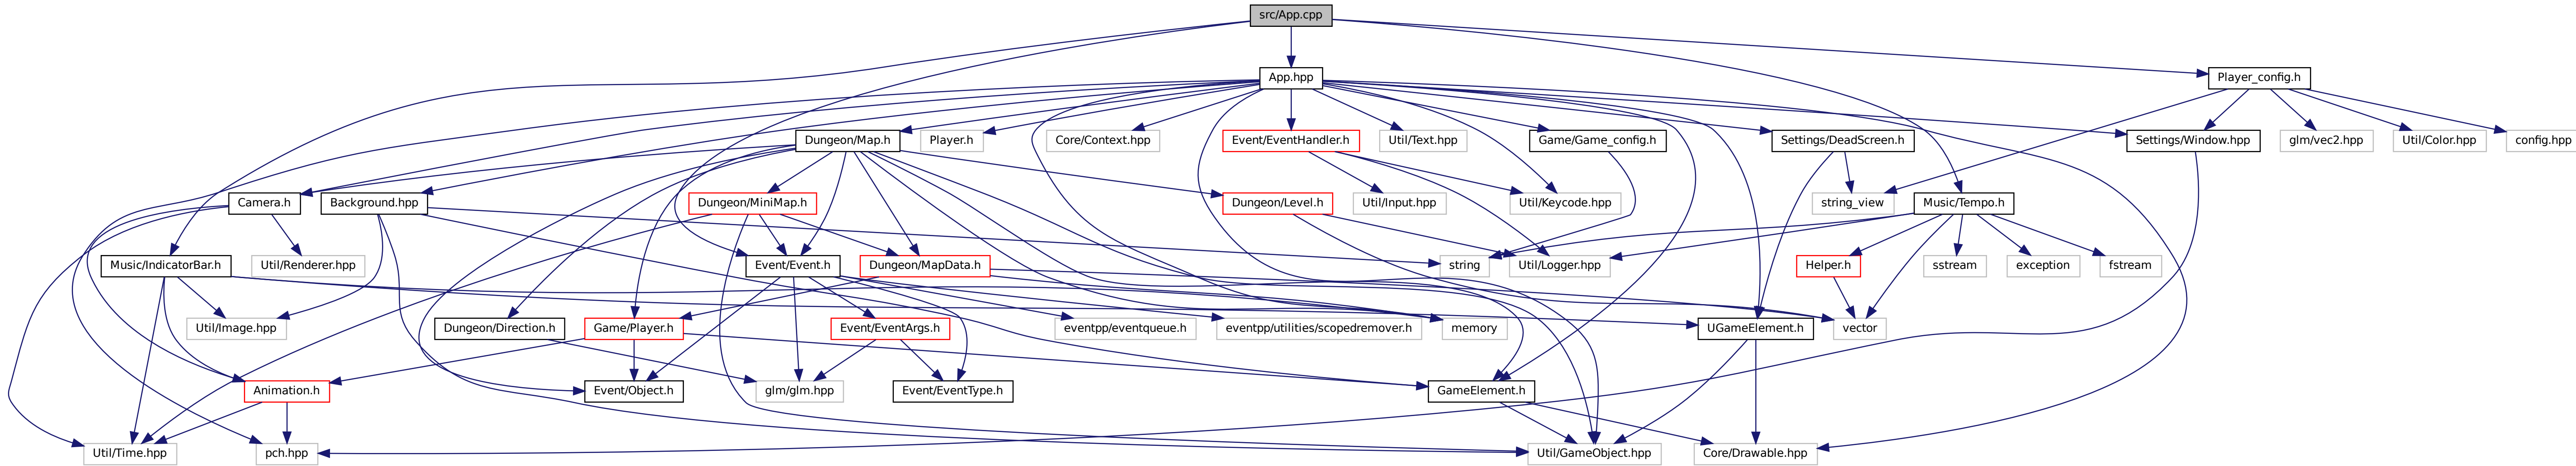 src/App.cpp
App.hpp
Player_config.h
Dungeon/Map.h
Player.h
Core/Context.hpp
Event/EventHandler.h
Util/Text.hpp
Game/Game_config.h
Settings/DeadScreen.h
Settings/Window.hpp
glm/vec2.hpp
Util/Color.hpp
config.hpp
Camera.h
Background.hpp
Dungeon/MiniMap.h
Dungeon/Level.h
Util/Input.hpp
Util/Keycode.hpp
string_view
Music/Tempo.h
Music/IndicatorBar.h
Util/Renderer.hpp
Event/Event.h
Dungeon/MapData.h
string
Util/Logger.hpp
Helper.h
sstream
exception
fstream
Util/Image.hpp
Dungeon/Direction.h
Game/Player.h
Event/EventArgs.h
eventpp/eventqueue.h
eventpp/utilities/scopedremover.h
memory
UGameElement.h
vector
Animation.h
Event/Object.h
glm/glm.hpp
Event/EventType.h
GameElement.h
Util/Time.hpp
pch.hpp
Util/GameObject.hpp
Core/Drawable.hpp